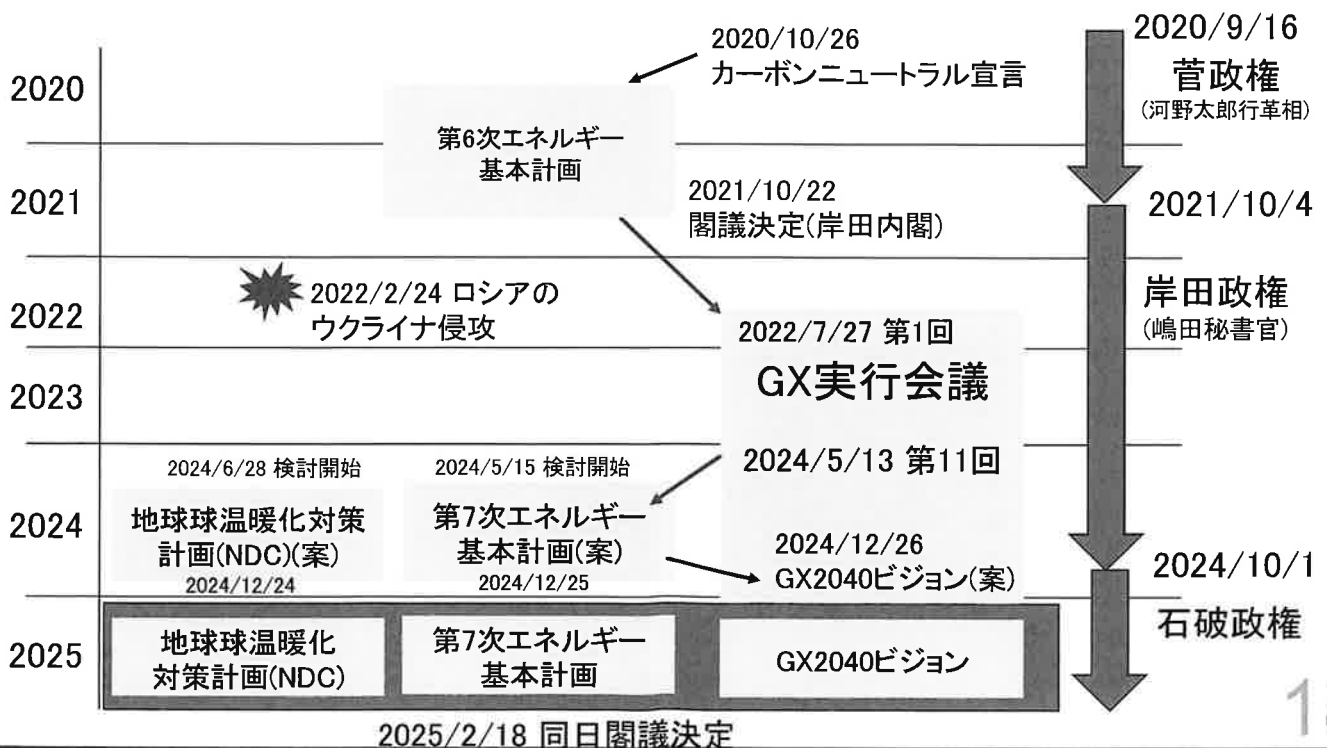 2020/10/26
カーボンニュートラル宣言
2020/9/16
菅政権
(河野太郎行革相)
2020
第6次エネルギー
基本計画
2021
2021/10/22
閣議決定(岸田内閣)
2021/10/4
2022
2022/2/24 ロシアの
ウクライナ侵攻
岸田政権
(嶋田秘書官)
2022/7/27 第1回
GX実行会議
2023
2024/5/13 第11回
2024/6/28 検討開始
2024/5/15 検討開始
2024
地球球温暖化対策
計画(NDC)(案)
2024/12/24
第7次エネルギー
基本計画(案)
2024/12/25
2024/12/26
GX2040ビジョン(案)
2024/10/1
石破政権
2025
地球球温暖化
対策計画(NDC)
第7次エネルギー
基本計画
GX2040ビジョン
2025/2/18 同日閣議決定